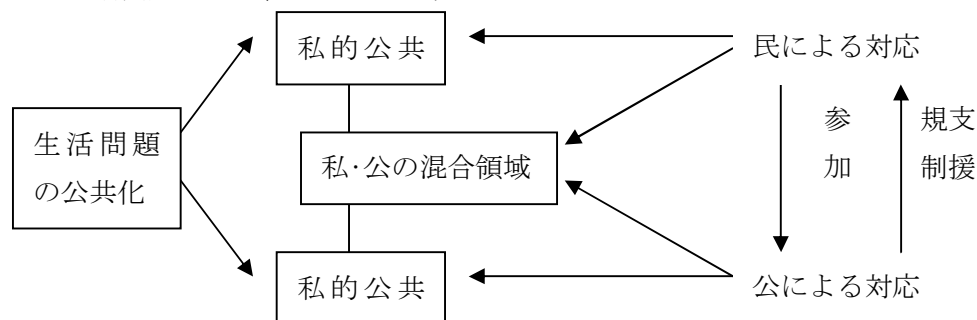 私的公共
民による対応
生活問題
の公共化
私･公の混合領域
参
加
規支
制援
私的公共
公による対応